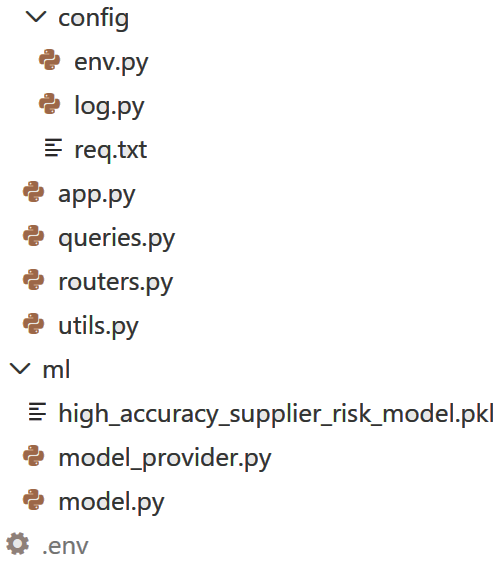 config
env.py
log.py
req.txt
app.py
queries.py
routers.py
utils.py
ml
high_accuracy_supplier_risk_model.pkl
model_provider.py
model.py
.env